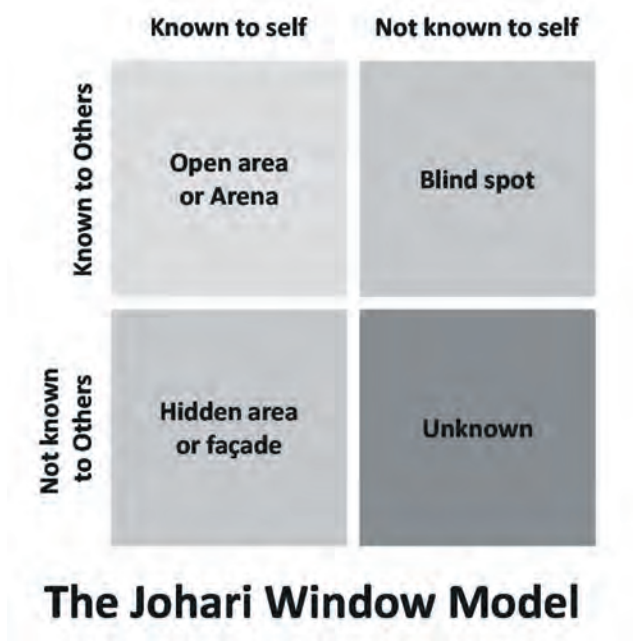 Known to self
Not known to self
Known to Others
Open area
or Arena
Blind spot
Not known
to Others
Hidden area
or façade
Unknown
The Johari Window Model